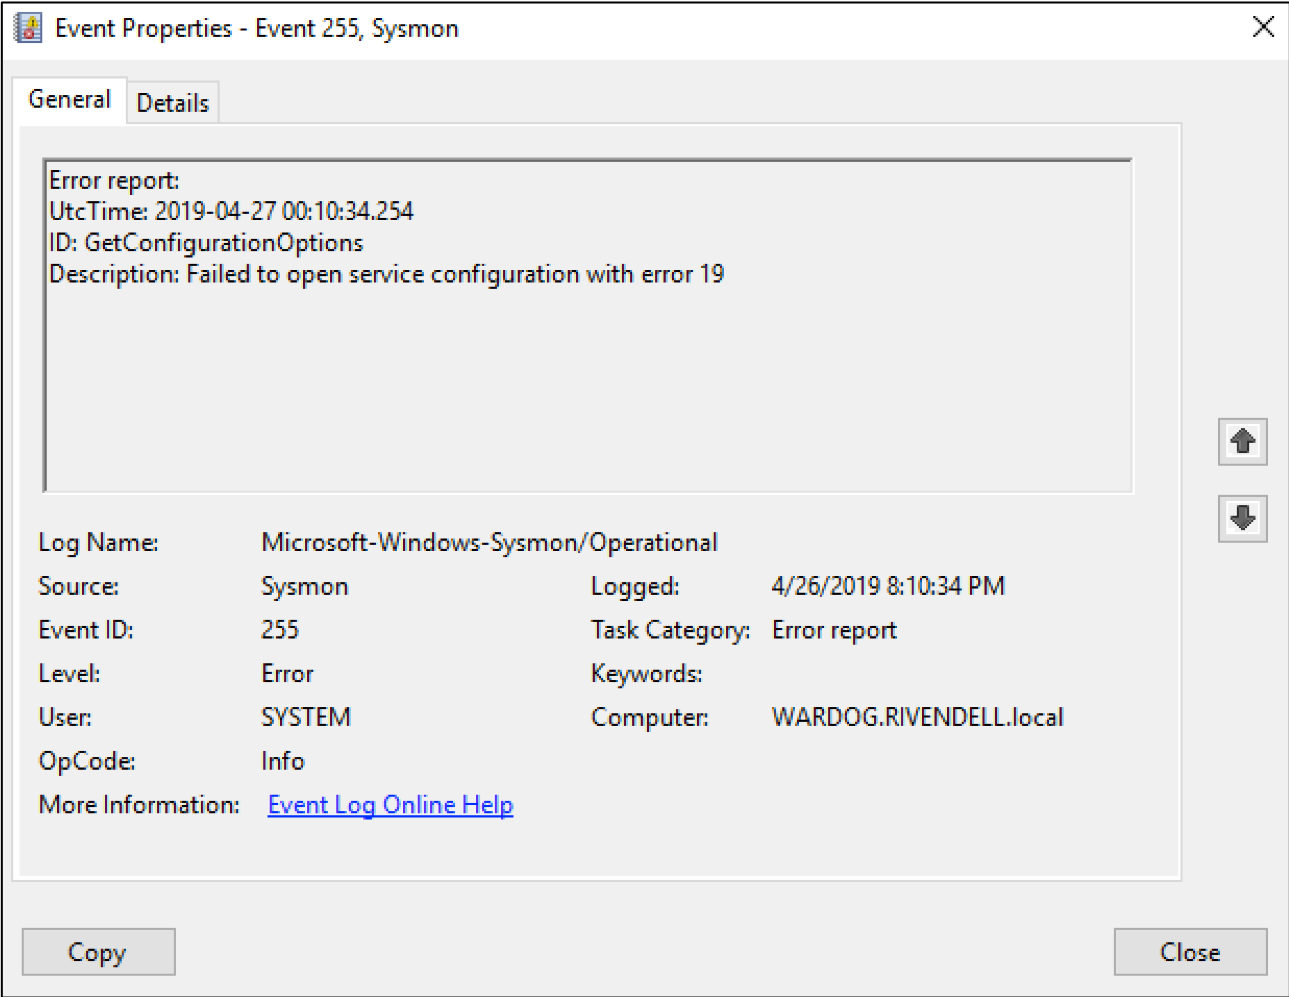 Event Properties - Event 255, Sysmon
General Details
Error report:
UtcTime: 2019-04-27 00:10:34.254
ID: GetConfigurationOptions
Description: Failed to open service configuration with error 19
Log Name: Microsoft-Windows-Sysmon/Operational
Source: Sysmon Logged: 4/26/2019 8:10:34 PM
Event ID: 255 Task Category: Error report
Level: Error Keywords:
User: SYSTEM Computer: WARDOG.RIVENDELL.local
OpCode: Info
More Information: Event Log Online Help
Copy Close